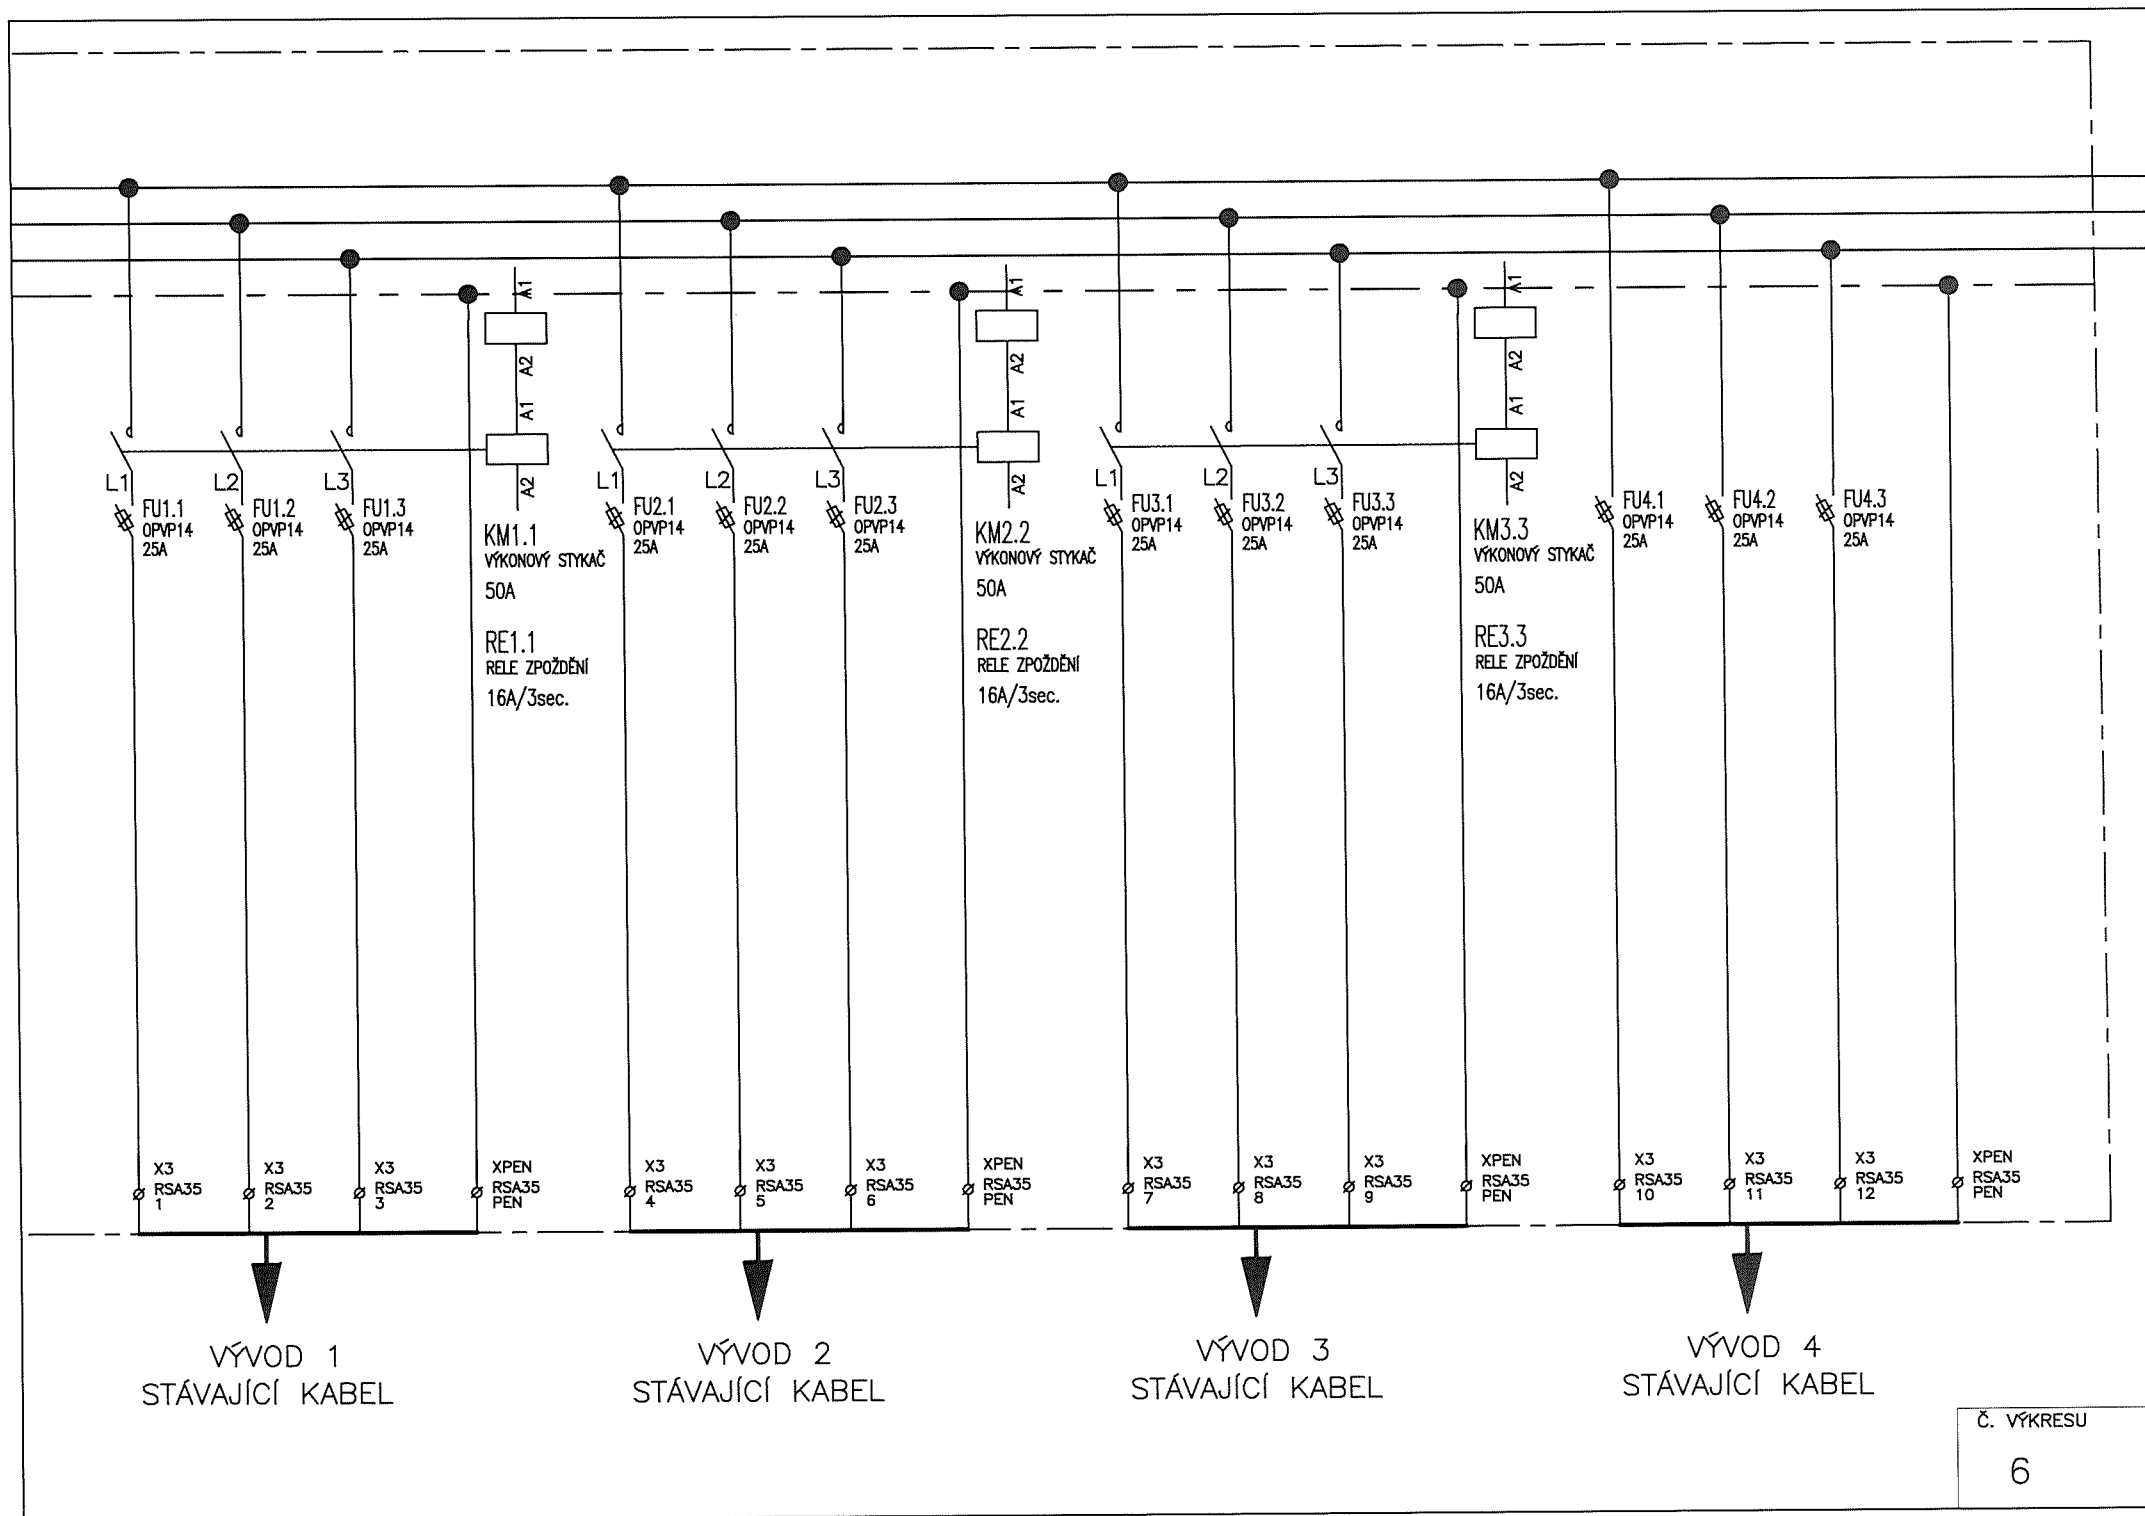 A1
A2
A1
A2
L1
FU1.1
OPVP14
25A
L2
FU1.2
OPVP14
25A
L3
FU1.3
OPVP14
25A
KM1.1
VÝKONOVÝ STYKAČ
50A
RE1.1
RELE ZPOŽDĚNÍ
16A/3sec.
A1
A2
A1
A2
L1
FU2.1
OPVP14
25A
L2
FU2.2
OPVP14
25A
L3
FU2.3
OPVP14
25A
KM2.2
VÝKONOVÝ STYKAČ
50A
RE2.2
RELE ZPOŽDĚNÍ
16A/3sec.
A1
A2
A1
A2
L1
FU3.1
OPVP14
25A
L2
FU3.2
OPVP14
25A
L3
FU3.3
OPVP14
25A
KM3.3
VÝKONOVÝ STYKAČ
50A
RE3.3
RELE ZPOŽDĚNÍ
16A/3sec.
FU4.1
OPVP14
25A
FU4.2
OPVP14
25A
FU4.3
OPVP14
25A
X3
RSA35
1
X3
RSA35
2
X3
RSA35
3
XPEN
RSA35
PEN
X3
RSA35
4
X3
RSA35
5
X3
RSA35
6
XPEN
RSA35
PEN
X3
RSA35
7
X3
RSA35
8
X3
RSA35
9
XPEN
RSA35
PEN
X3
RSA35
10
X3
RSA35
11
X3
RSA35
12
XPEN
RSA35
PEN
VÝVOD 1
STÁVAJÍCÍ KABEL
VÝVOD 2
STÁVAJÍCÍ KABEL
VÝVOD 3
STÁVAJÍCÍ KABEL
VÝVOD 4
STÁVAJÍCÍ KABEL
Č. VÝKRESU
6